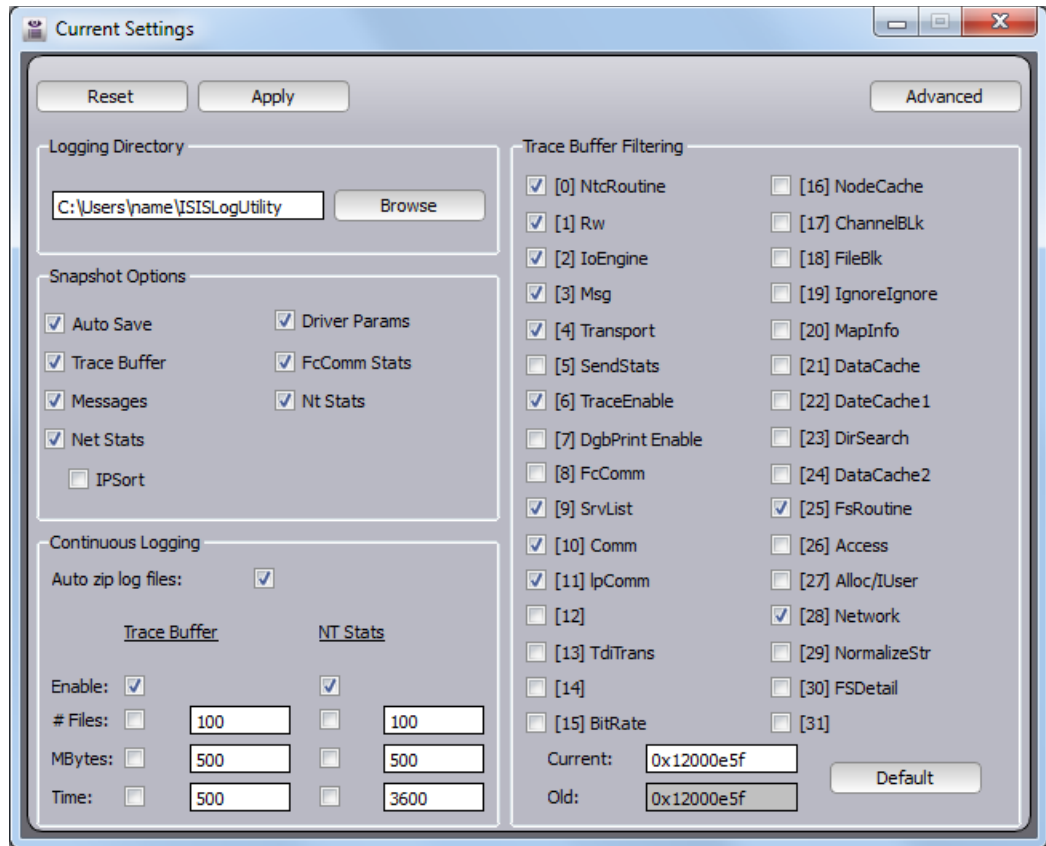 Current Settings
Reset
Apply
Advanced
Logging Directory
C:\Users\name\ISISLogUtility
Browse
Snapshot Options
Auto Save
Driver Params
Trace Buffer
FcComm Stats
Messages
Nt Stats
Net Stats
IPSort
Continuous Logging
Auto zip log files:
Trace Buffer
NT Stats
Enable:
# Files:
100
100
MBytes:
500
500
Time:
500
3600
Trace Buffer Filtering
[0] NtcRoutine
[16] NodeCache
[1] Rw
[17] ChannelBLk
[2] IoEngine
[18] FileBlk
[3] Msg
[19] IgnoreIgnore
[4] Transport
[20] MapInfo
[5] SendStats
[21] DataCache
[6] TraceEnable
[22] DateCache1
[7] DgbPrint Enable
[23] DirSearch
[8] FcComm
[24] DataCache2
[9] SrvList
[25] FsRoutine
[10] Comm
[26] Access
[11] lpComm
[27] Alloc/IUser
[12]
[28] Network
[13] TdiTrans
[29] NormalizeStr
[14]
[30] FSDetail
[15] BitRate
[31]
Current:
0x12000e5f
Default
Old:
0x12000e5f